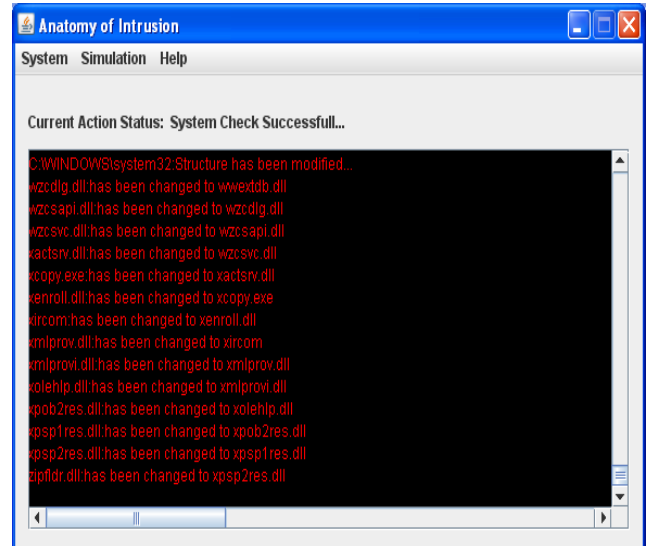 Anatomy of Intrusion
System Simulation Help
Current Action Status: System Check Successfull...
C:\WINDOWS\system32:Structure has been modified...
wzcdlg.dll:has been changed to wwextdb.dll
wzcsapi.dll:has been changed to wzcdlg.dll
wzcsvc.dll:has been changed to wzcsapi.dll
xactsrv.dll:has been changed to wzcsvc.dll
xcopy.exe:has been changed to xactsrv.dll
xenroll.dll:has been changed to xcopy.exe
xircom:has been changed to xenroll.dll
xmlprov.dll:has been changed to xircom
xmlprovi.dll:has been changed to xmlprov.dll
xolehlp.dll:has been changed to xmlprovi.dll
xpob2res.dll:has been changed to xolehlp.dll
xpsp1res.dll:has been changed to xpob2res.dll
xpsp2res.dll:has been changed to xpsp1res.dll
zipfldr.dll:has been changed to xpsp2res.dll